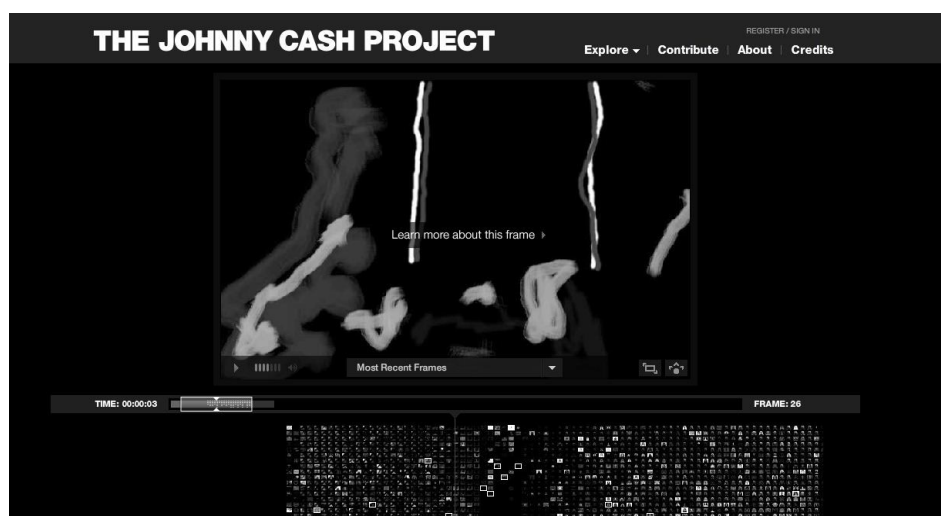 REGISTER / SIGN IN
THE JOHNNY CASH PROJECT
Explore Contribute About Credits
Learn more about this frame
Most Recent Frames
TIME: 00:00:03
FRAME: 26